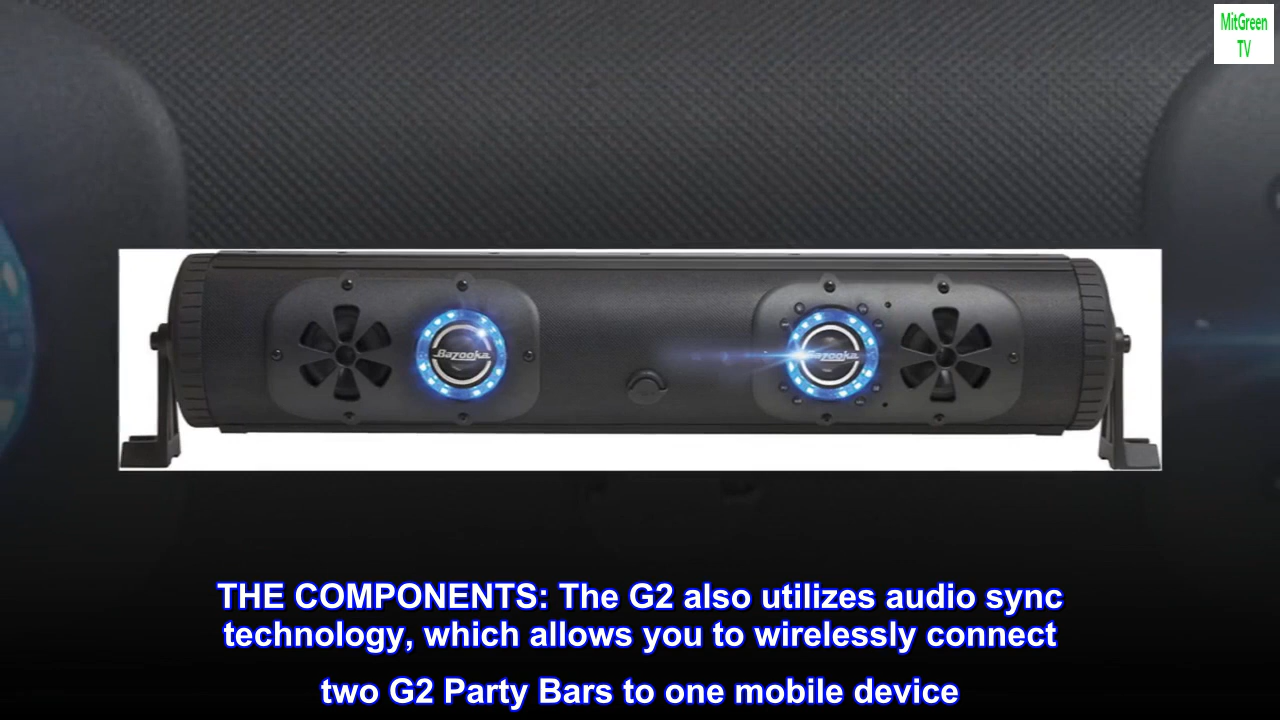 MitGreen
TV
Bazooka
Bazooka
THE COMPONENTS: The G2 also utilizes audio sync
technology, which allows you to wirelessly connect
two G2 Party Bars to one mobile device